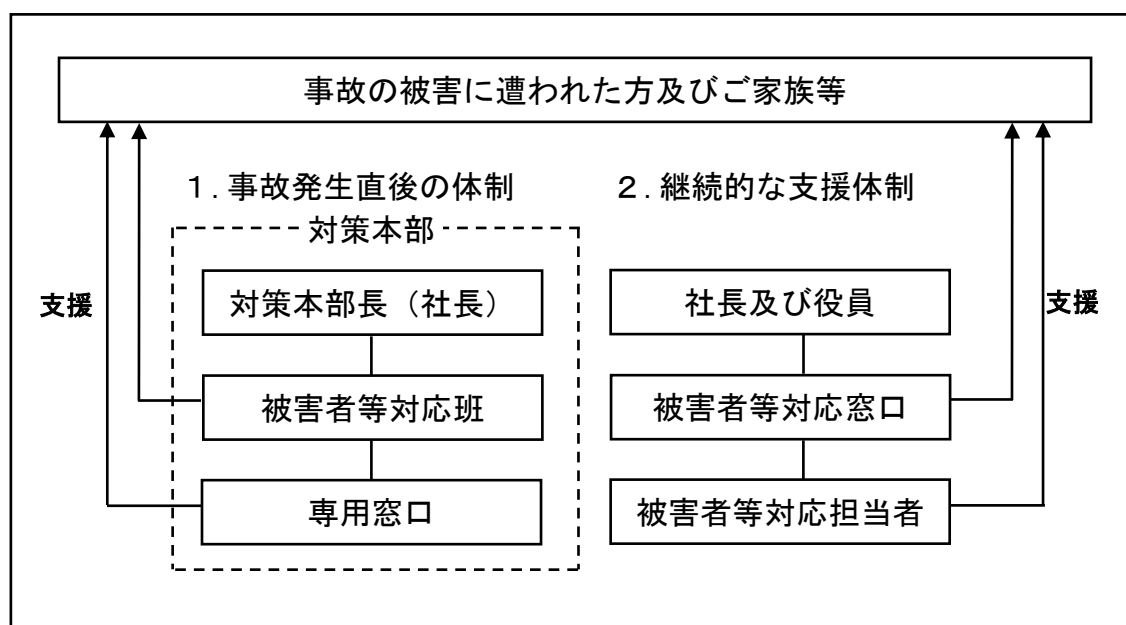 事故の被害に遭われた方及びご家族等
１.事故発生直後の体制
対策本部
支援
対策本部長（社長）
被害者等対応班
専用窓口
２.継続的な支援体制
社長及び役員
支援
被害者等対応窓口
被害者等対応担当者